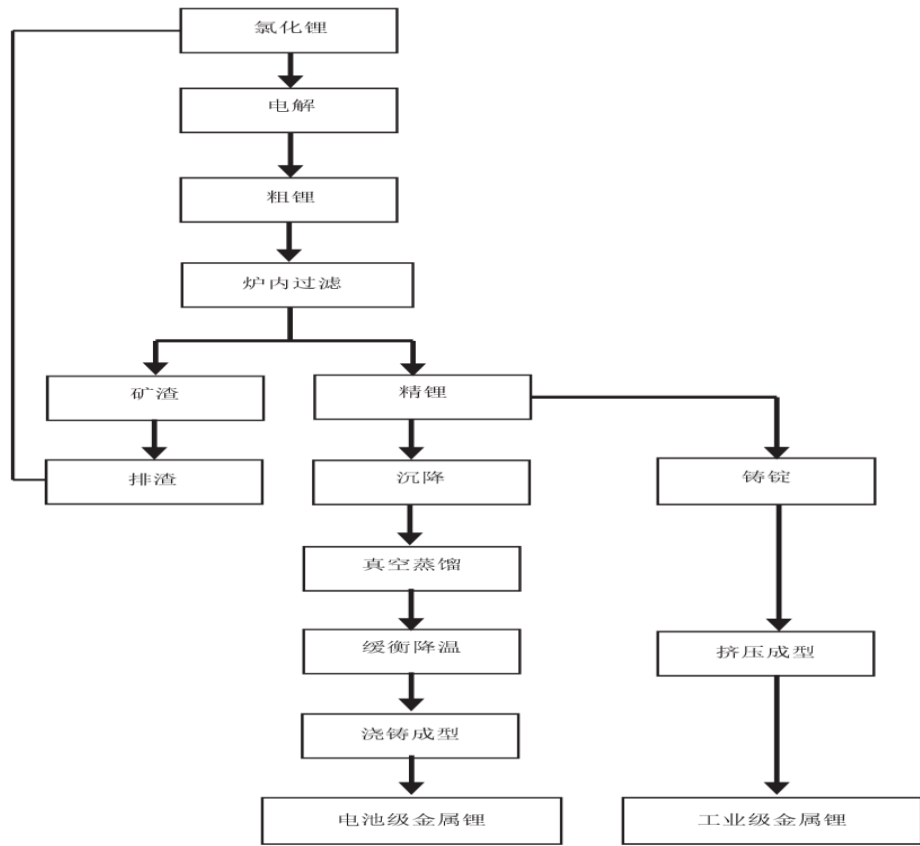 氯化锂
电解
粗锂
炉内过滤
矿渣
精锂
排渣
沉降
铸锭
真空蒸馏
缓衡降温
挤压成型
浇铸成型
电池级金属锂
工业级金属锂